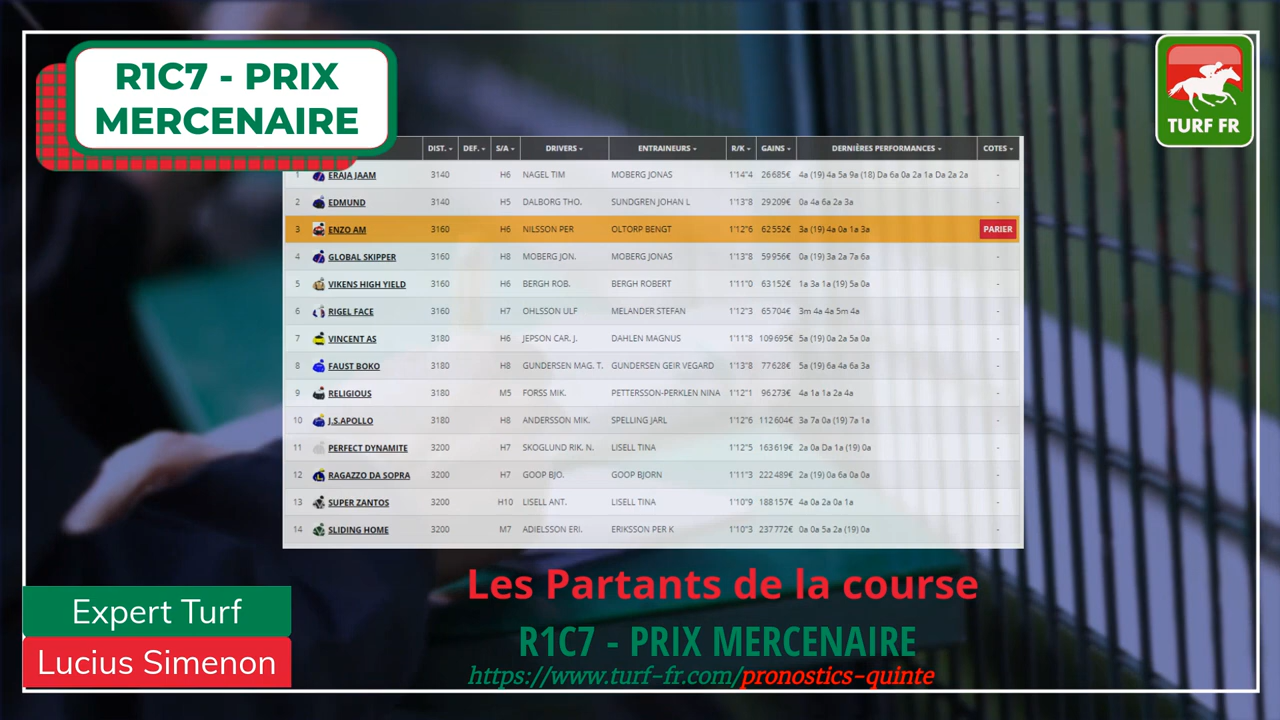 R1C7 - PRIX
MERCENAIRE
TURF FR
DIST. DEF. S/A DRIVERS ENTRAINEURS R/K GAINS DERNIÈRES PERFORMANCES COTES
1 ERAJA JAAM 3140 H6 NAGEL TIM MOBERG JONAS 1'14"4 26685€ 4a (19) 4a 5a 9a (18) Da 6a 0a 2a 1a Da 2a 2a -
2 EDMUND 3140 H5 DALBORG THO. SUNDGREN JOHAN L 1'13"8 29209€ 0a 4a 6a 2a 3a -
3 ENZO AM 3160 H6 NILSSON PER OLTORP BENGT 1'12"6 62552€ 3a (19) 4a 0a 1a 3a PARIER
4 GLOBAL SKIPPER 3160 H8 MOBERG JON. MOBERG JONAS 1'13"8 59956€ 0a (19) 3a 2a 7a 6a -
5 VIKENS HIGH YIELD 3160 H6 BERGH ROB. BERGH ROBERT 1'11"0 63152€ 1a 3a 1a (19) 5a 0a -
6 RIGEL FACE 3160 H7 OHLSSON ULF MELANDER STEFAN 1'12"3 65704€ 3m 4a 4a 5m 4a -
7 VINCENT AS 3180 H6 JEPSON CAR. J. DAHLEN MAGNUS 1'11"8 109695€ 5a (19) 0a 2a 5a 0a -
8 FAUST BOKO 3180 H8 GUNDERSEN MAG. T. GUNDERSEN GEIR VEGARD 1'13"8 77628€ 5a (19) 6a 4a 6a 3a -
9 RELIGIOUS 3180 M5 FORSS MIK. PETTERSSON-PERKLEN NINA 1'12"1 96273€ 4a 1a 1a 2a 4a -
10 J.S.APOLLO 3180 H8 ANDERSSON MIK. SPELLING JARL 1'12"6 112604€ 3a 7a 0a (19) 7a 1a -
11 PERFECT DYNAMITE 3200 H7 SKOGLUND RIK. N. LISELL TINA 1'12"5 163619€ 2a 0a Da 1a (19) 0a -
12 RAGAZZO DA SOPRA 3200 H7 GOOP BJO. GOOP BJORN 1'11"3 222489€ 2a (19) 0a 6a 0a 0a -
13 SUPER ZANTOS 3200 H10 LISELL ANT. LISELL TINA 1'10"9 188157€ 4a 0a 2a 0a 1a -
14 SLIDING HOME 3200 M7 ADIELSSON ERI. ERIKSSON PER K 1'10"3 237772€ 0a 0a 5a 2a (19) 0a -
Les Partants de la course
R1C7 - PRIX MERCENAIRE
https://www.turf-fr.com/pronostics-quinte
Expert Turf
Lucius Simenon